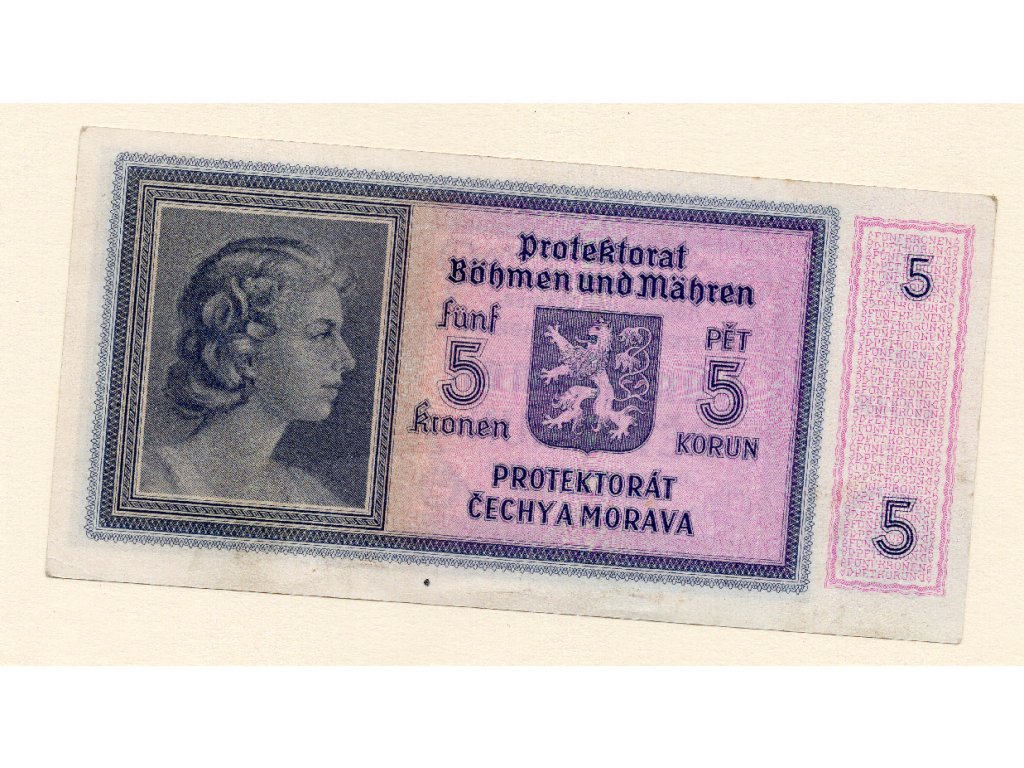 Protektorat
Böhmen und Mähren
fünf
5
Kronen
PĚT
5
KORUN
PROTEKTORÁT
ČECHY A MORAVA
5
5